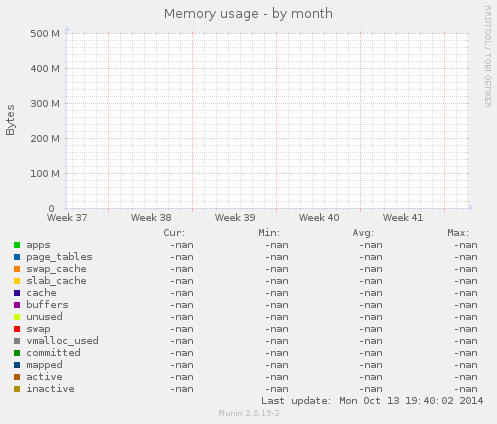 Memory usage - by month
RRDTOOL / TOBI OETIKER
Bytes
500 M
400 M
300 M
200 M
100 M
0
Week 37 Week 38 Week 39 Week 40 Week 41
Cur: Min: Avg: Max:
apps -nan -nan -nan -nan
page_tables -nan -nan -nan -nan
swap_cache -nan -nan -nan -nan
slab_cache -nan -nan -nan -nan
cache -nan -nan -nan -nan
buffers -nan -nan -nan -nan
unused -nan -nan -nan -nan
swap -nan -nan -nan -nan
vmalloc_used -nan -nan -nan -nan
committed -nan -nan -nan -nan
mapped -nan -nan -nan -nan
active -nan -nan -nan -nan
inactive -nan -nan -nan -nan
Last update: Mon Oct 13 19:40:02 2014
Munin 2.0.19-3